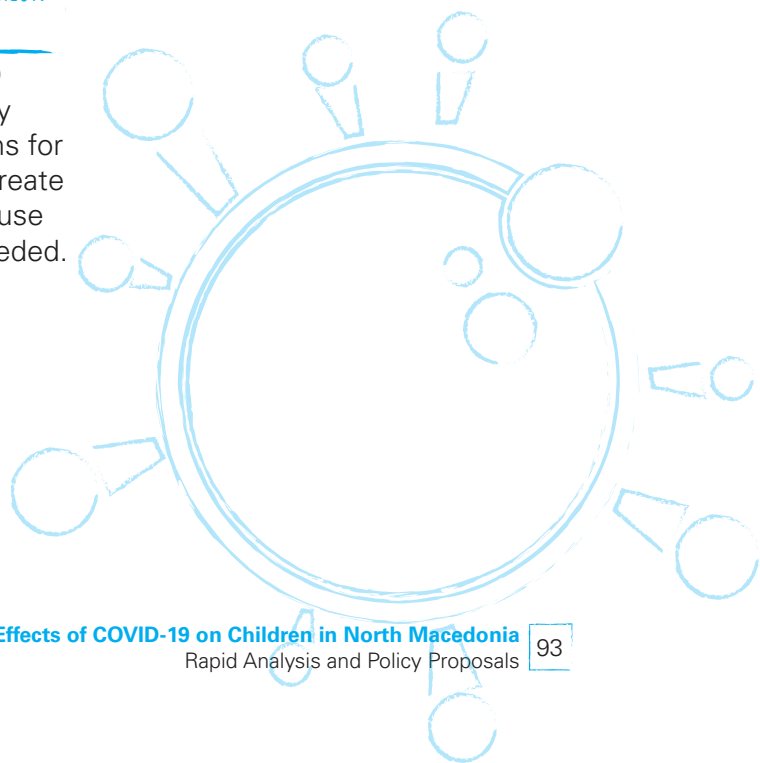 y
ns for
reate
use
eded.
Effects of COVID-19 on Children in North Macedonia
Rapid Analysis and Policy Proposals
93